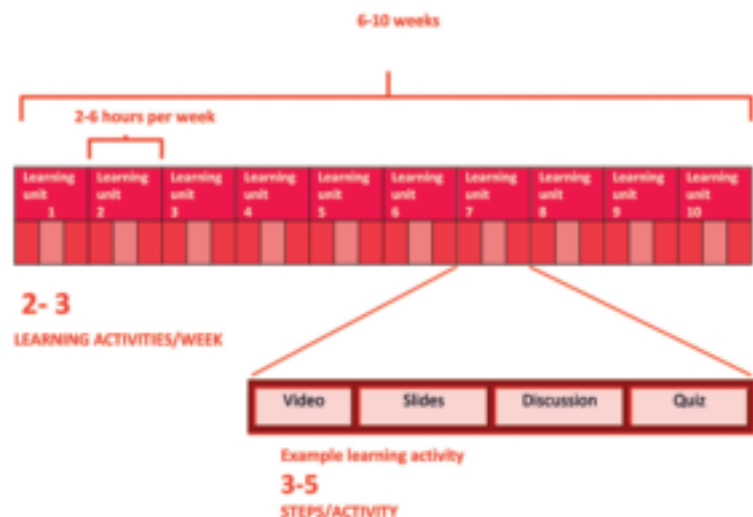 6-10 weeks
2-6 hours per week
Learning unit 1
Learning unit 2
Learning unit 3
Learning unit 4
Learning unit 5
Learning unit 6
Learning unit 7
Learning unit 8
Learning unit 9
Learning unit 10
2- 3
LEARNING ACTIVITIES/WEEK
Video
Slides
Discussion
Quiz
Example learning activity
3-5
STEPS/ACTIVITY